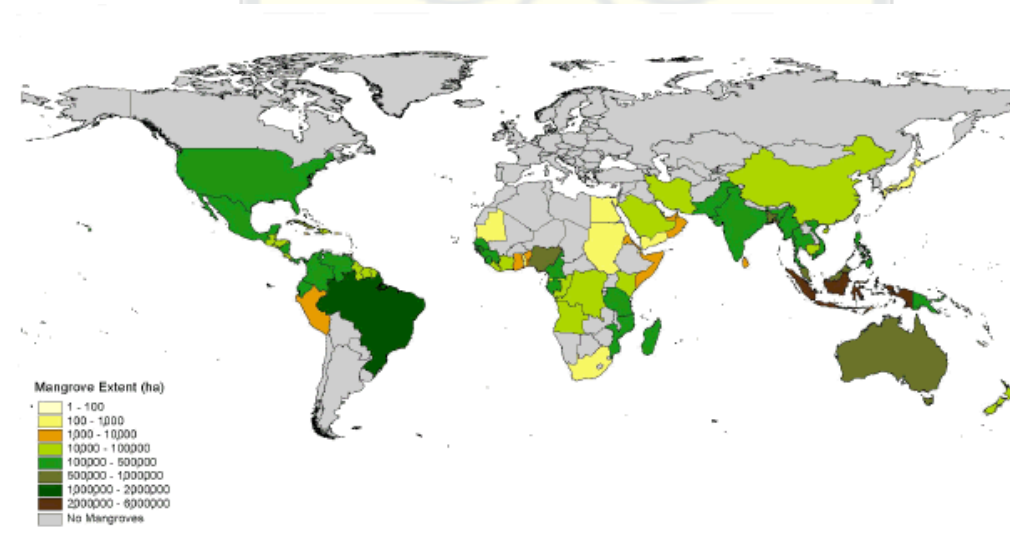 Mangrove Extent (ha)
1 - 100
100 - 1,000
1,000 - 10,000
10,000 - 100,000
100,000 - 500,000
500,000 - 1,000,000
1,000,000 - 2,000,000
2,000,000 - 6,000,000
No Mangroves